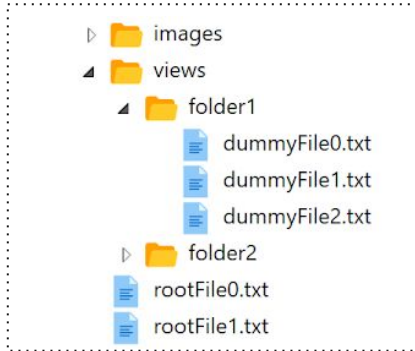 images
views
folder1
dummyFile0.txt
dummyFile1.txt
dummyFile2.txt
folder2
rootFile0.txt
rootFile1.txt